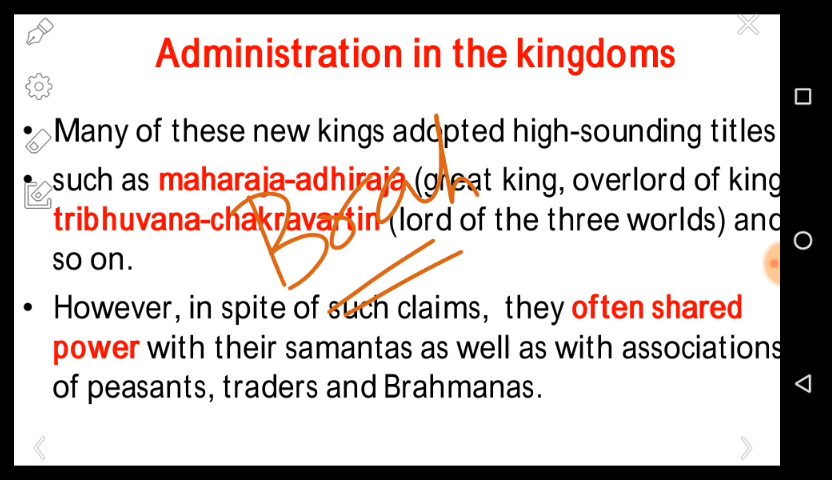 Administration in the kingdoms
• Many of these new kings adopted high-sounding titles
• such as maharaja-adhiraja (great king, overlord of king
tribhuvana-chakravartin (lord of the three worlds) and
so on.
• However, in spite of such claims, they often shared
power with their samantas as well as with associations
of peasants, traders and Brahmanas.
Borah